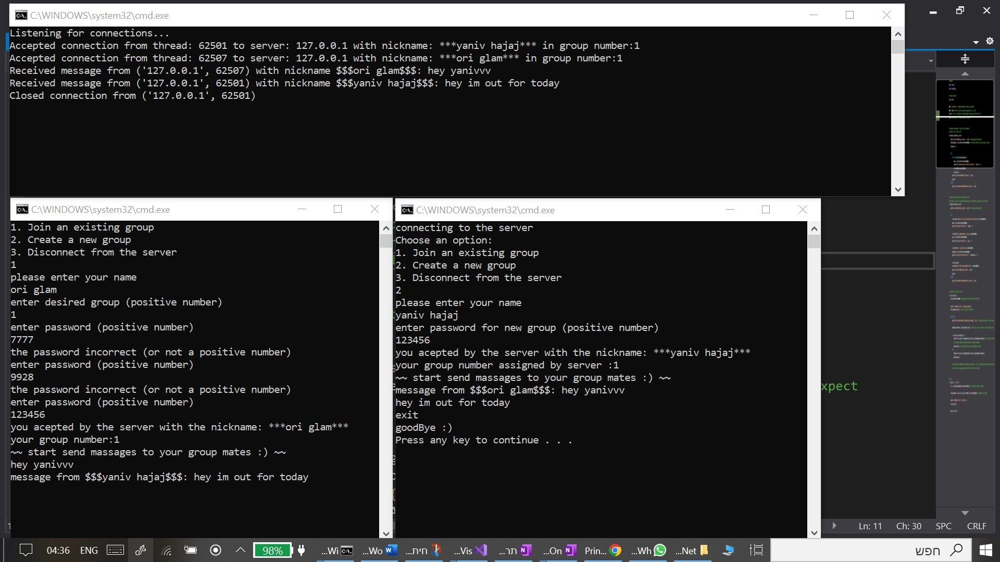 C:\WINDOWS\system32\cmd.exe
Listening for connections...
Accepted connection from thread: 62501 to server: 127.0.0.1 with nickname: ***yaniv hajaj*** in group number:1
Accepted connection from thread: 62507 to server: 127.0.0.1 with nickname: ***ori glam*** in group number:1
Received message from ('127.0.0.1', 62507) with nickname $$$ori glam$$$: hey yanivvv
Received message from ('127.0.0.1', 62501) with nickname $$$yaniv hajaj$$$: hey im out for today
Closed connection from ('127.0.0.1', 62501)
C:\WINDOWS\system32\cmd.exe
1. Join an existing group
2. Create a new group
3. Disconnect from the server
1
please enter your name
ori glam
enter desired group (positive number)
1
enter password (positive number)
7777
the password incorrect (or not a positive number)
enter password (positive number)
9928
the password incorrect (or not a positive number)
enter password (positive number)
123456
you acepted by the server with the nickname: ***ori glam***
your group number:1
~~ start send massages to your group mates :) ~~
hey yanivvv
message from $$$yaniv hajaj$$$: hey im out for today
C:\WINDOWS\system32\cmd.exe
connecting to the server
Choose an option:
1. Join an existing group
2. Create a new group
3. Disconnect from the server
2
please enter your name
yaniv hajaj
enter password for new group (positive number)
123456
you acepted by the server with the nickname: ***yaniv hajaj***
your group number assigned by server :1
~~ start send massages to your group mates :) ~~
message from $$$ori glam$$$: hey yanivvv
hey im out for today
exit
goodBye :)
Press any key to continue . . .
xpect
Ln: 11 Ch: 30 SPC CRLF
04:36 ENG 98% ...Wi ...Wo ...חית ...Vis ...תר ...On Prin... ...Wh ...Net חפש